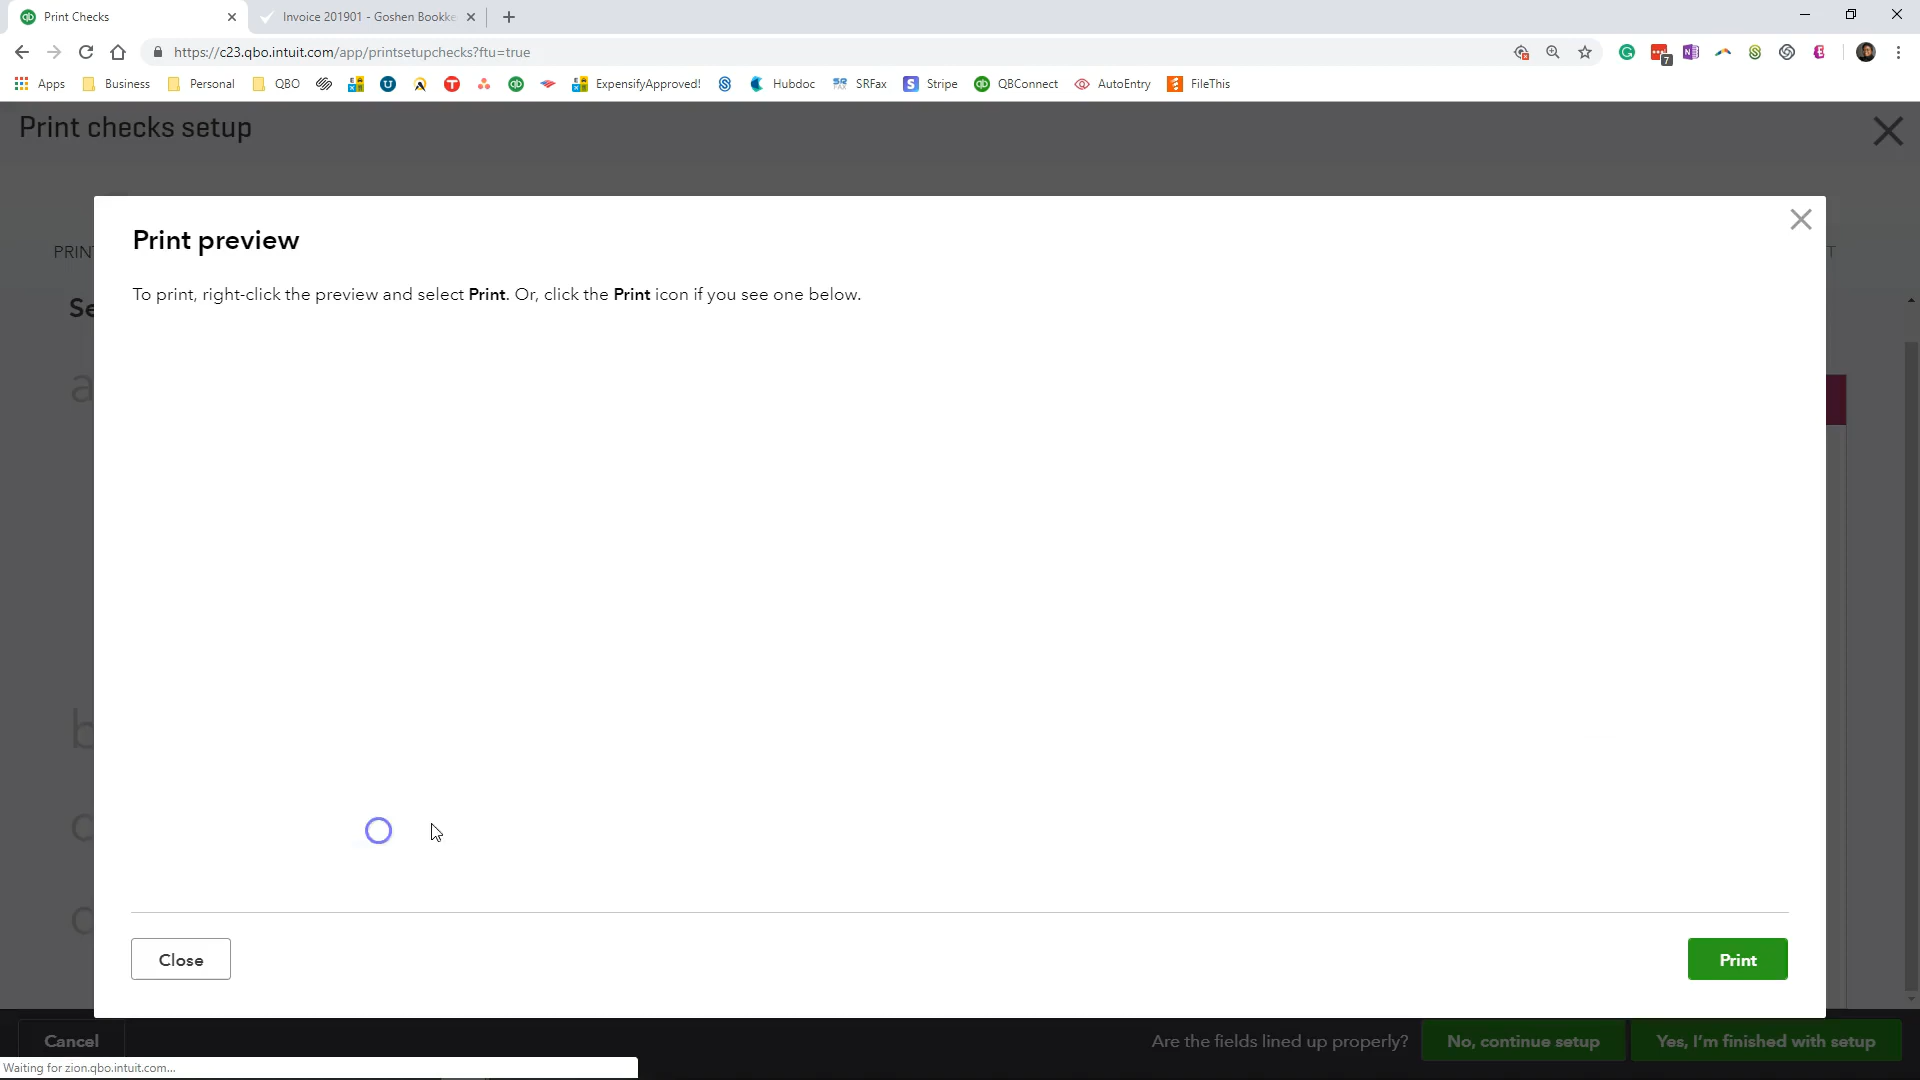 Print Checks
Invoice 201901 - Goshen Bookke
https://c23.qbo.intuit.com/app/printsetupchecks?ftu=true
7
Apps Business Personal QBO ExpensifyApproved! Hubdoc SRFax Stripe QBConnect AutoEntry FileThis
Print checks setup
Print preview
PRIN T
To print, right-click the preview and select Print. Or, click the Print icon if you see one below.
Se
a
b
c
Close Print
Cancel Are the fields lined up properly? No, continue setup Yes, I'm finished with setup
Waiting for zion.qbo.intuit.com...